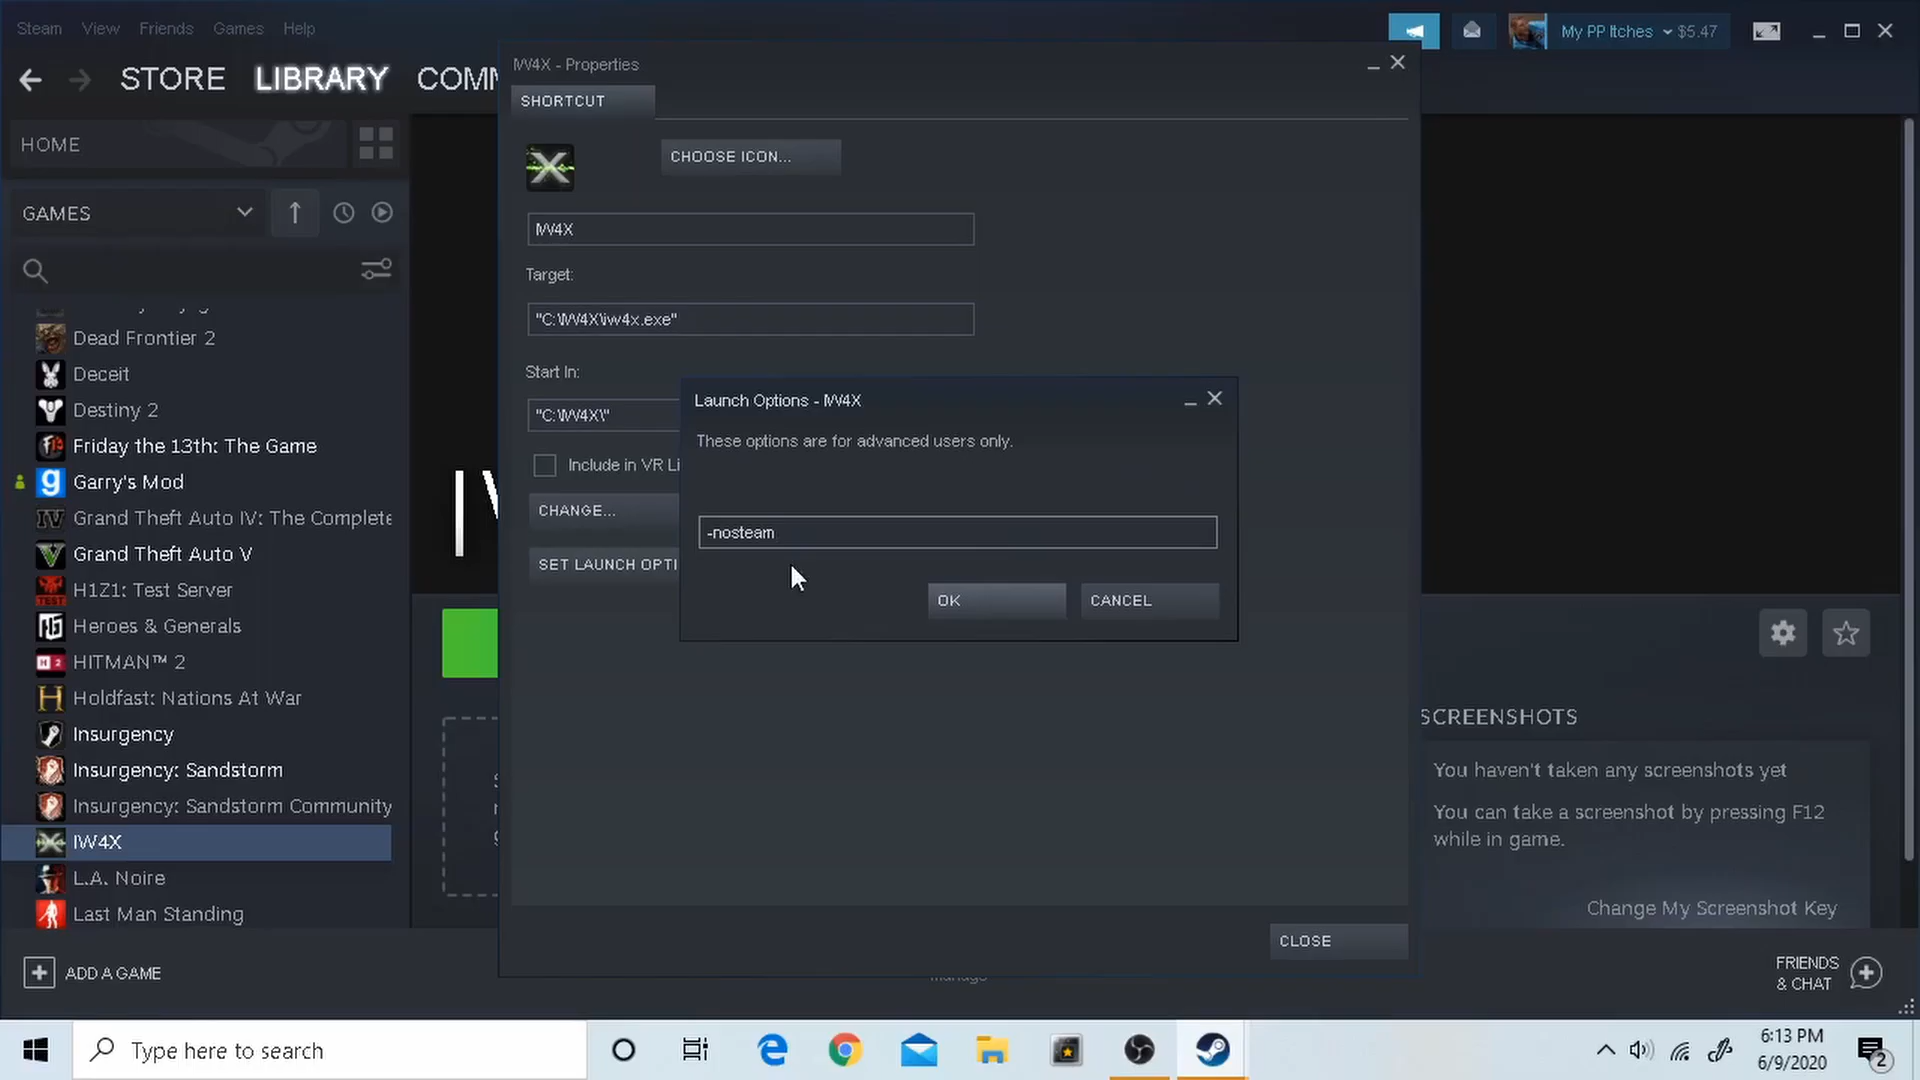 Steam View Friends Games Help
My PP Itches $5.47
STORE LIBRARY COMM
IW4X - Properties
SHORTCUT
HOME
CHOOSE ICON...
GAMES
IW4X
Target:
"C:\IW4X\iw4x.exe"
Start In:
"C:\IW4X\"
Include in VR Li
CHANGE...
SET LAUNCH OPTI
Launch Options - IW4X
These options are for advanced users only.
-nosteam
OK CANCEL
Dead Frontier 2
Deceit
Destiny 2
Friday the 13th: The Game
Garry's Mod
Grand Theft Auto IV: The Complete
Grand Theft Auto V
H1Z1: Test Server
Heroes & Generals
HITMAN™ 2
Holdfast: Nations At War
Insurgency
Insurgency: Sandstorm
Insurgency: Sandstorm Community
IW4X
L.A. Noire
Last Man Standing
SCREENSHOTS
You haven't taken any screenshots yet
You can take a screenshot by pressing F12
while in game.
Change My Screenshot Key
CLOSE
ADD A GAME
FRIENDS
& CHAT
Type here to search
6:13 PM
6/9/2020
2